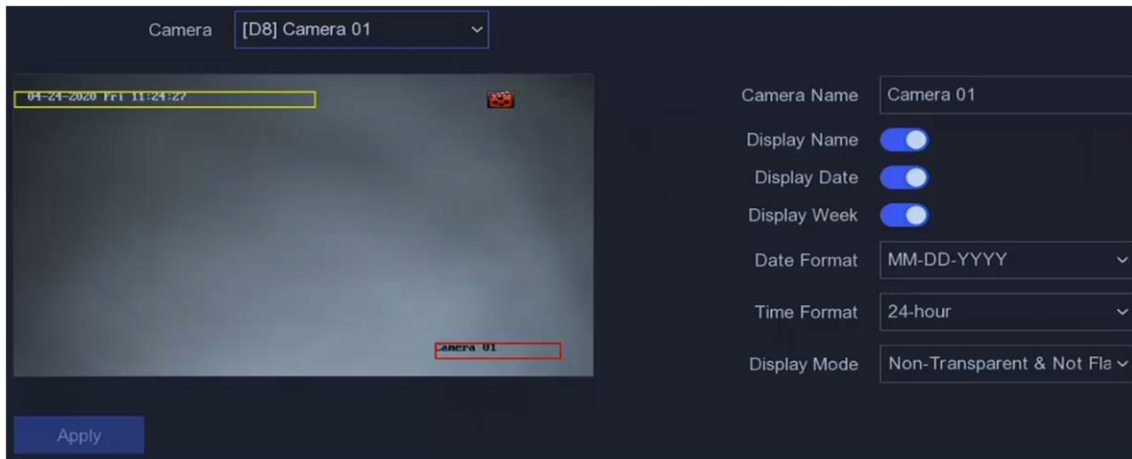 Camera [D8] Camera 01
04-24-2020 Fri 11:24:27
Camera 01
Camera Name Camera 01
Display Name
Display Date
Display Week
Date Format MM-DD-YYYY
Time Format 24-hour
Display Mode Non-Transparent & Not Fla
Apply